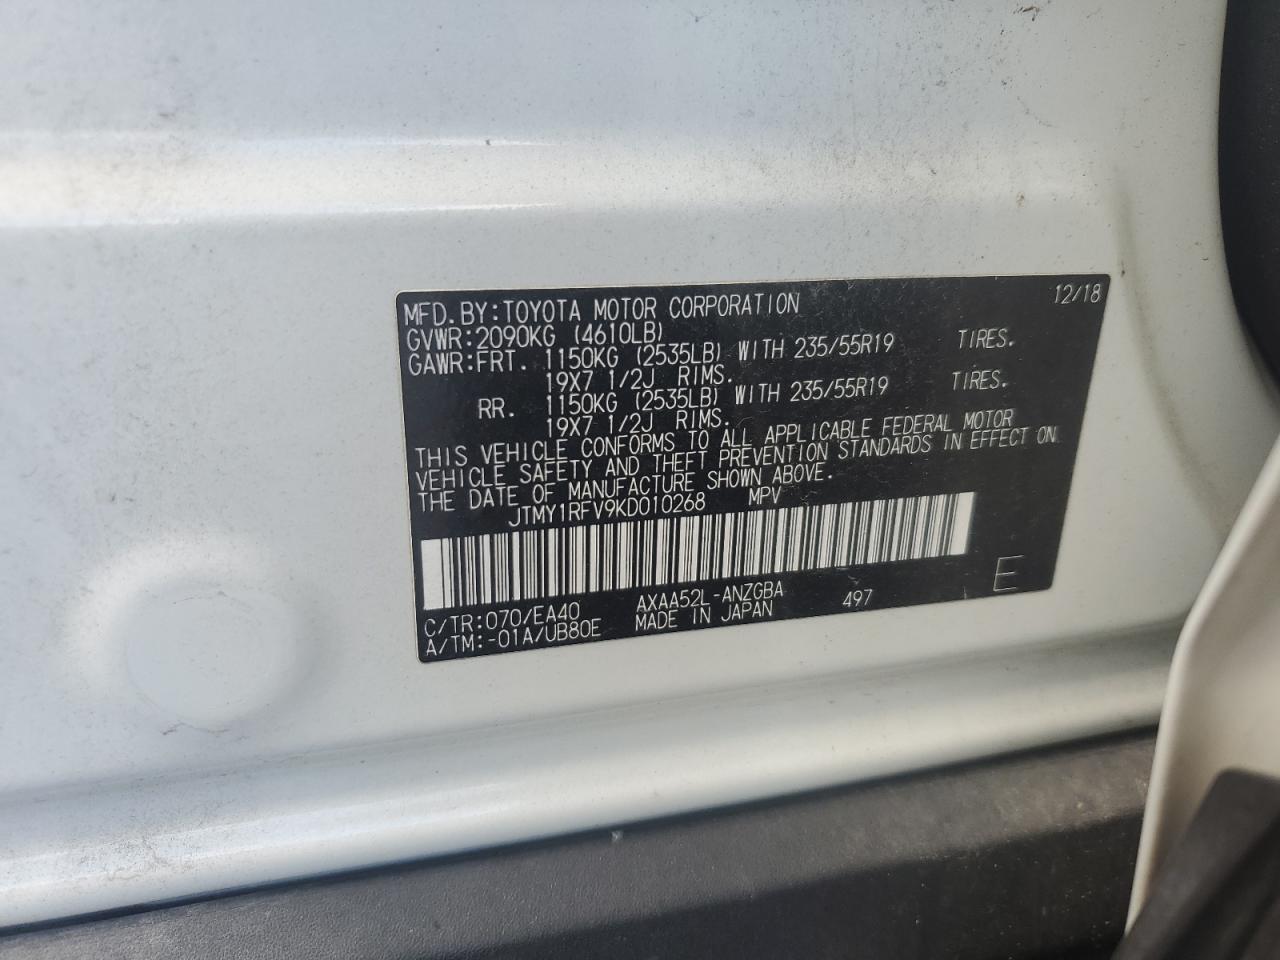 MFD.BY:TOYOTA MOTOR CORPORATION 12/18
GVWR:2090KG (4610LB)
GAWR:FRT. 1150KG (2535LB) WITH 235/55R19 TIRES.
19X7 1/2J RIMS.
RR. 1150KG (2535LB) WITH 235/55R19 TIRES.
19X7 1/2J RIMS.
THIS VEHICLE CONFORMS TO ALL APPLICABLE FEDERAL MOTOR
VEHICLE SAFETY AND THEFT PREVENTION STANDARDS IN EFFECT ON
THE DATE OF MANUFACTURE SHOWN ABOVE.
JTMY1RFV9KD010268 MPV
C/TR:070/EA40 AXAA52L-ANZGBA 497 E
A/TM:-01A/UB80E MADE IN JAPAN